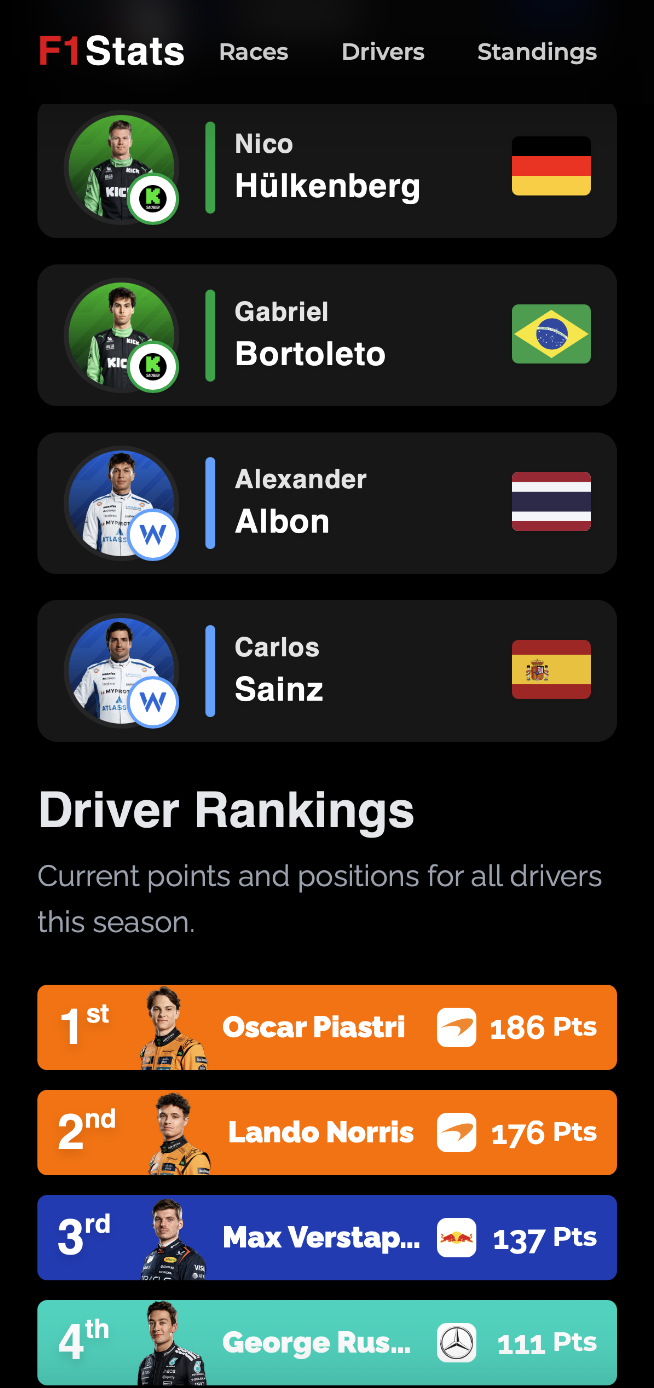 F1Stats Races Drivers Standings
Nico
Hülkenberg
Gabriel
Bortoleto
Alexander
Albon
Carlos
Sainz
Driver Rankings
Current points and positions for all drivers
this season.
1st Oscar Piastri 186 Pts
2nd Lando Norris 176 Pts
3rd Max Verstap... 137 Pts
4th George Rus... 111 Pts